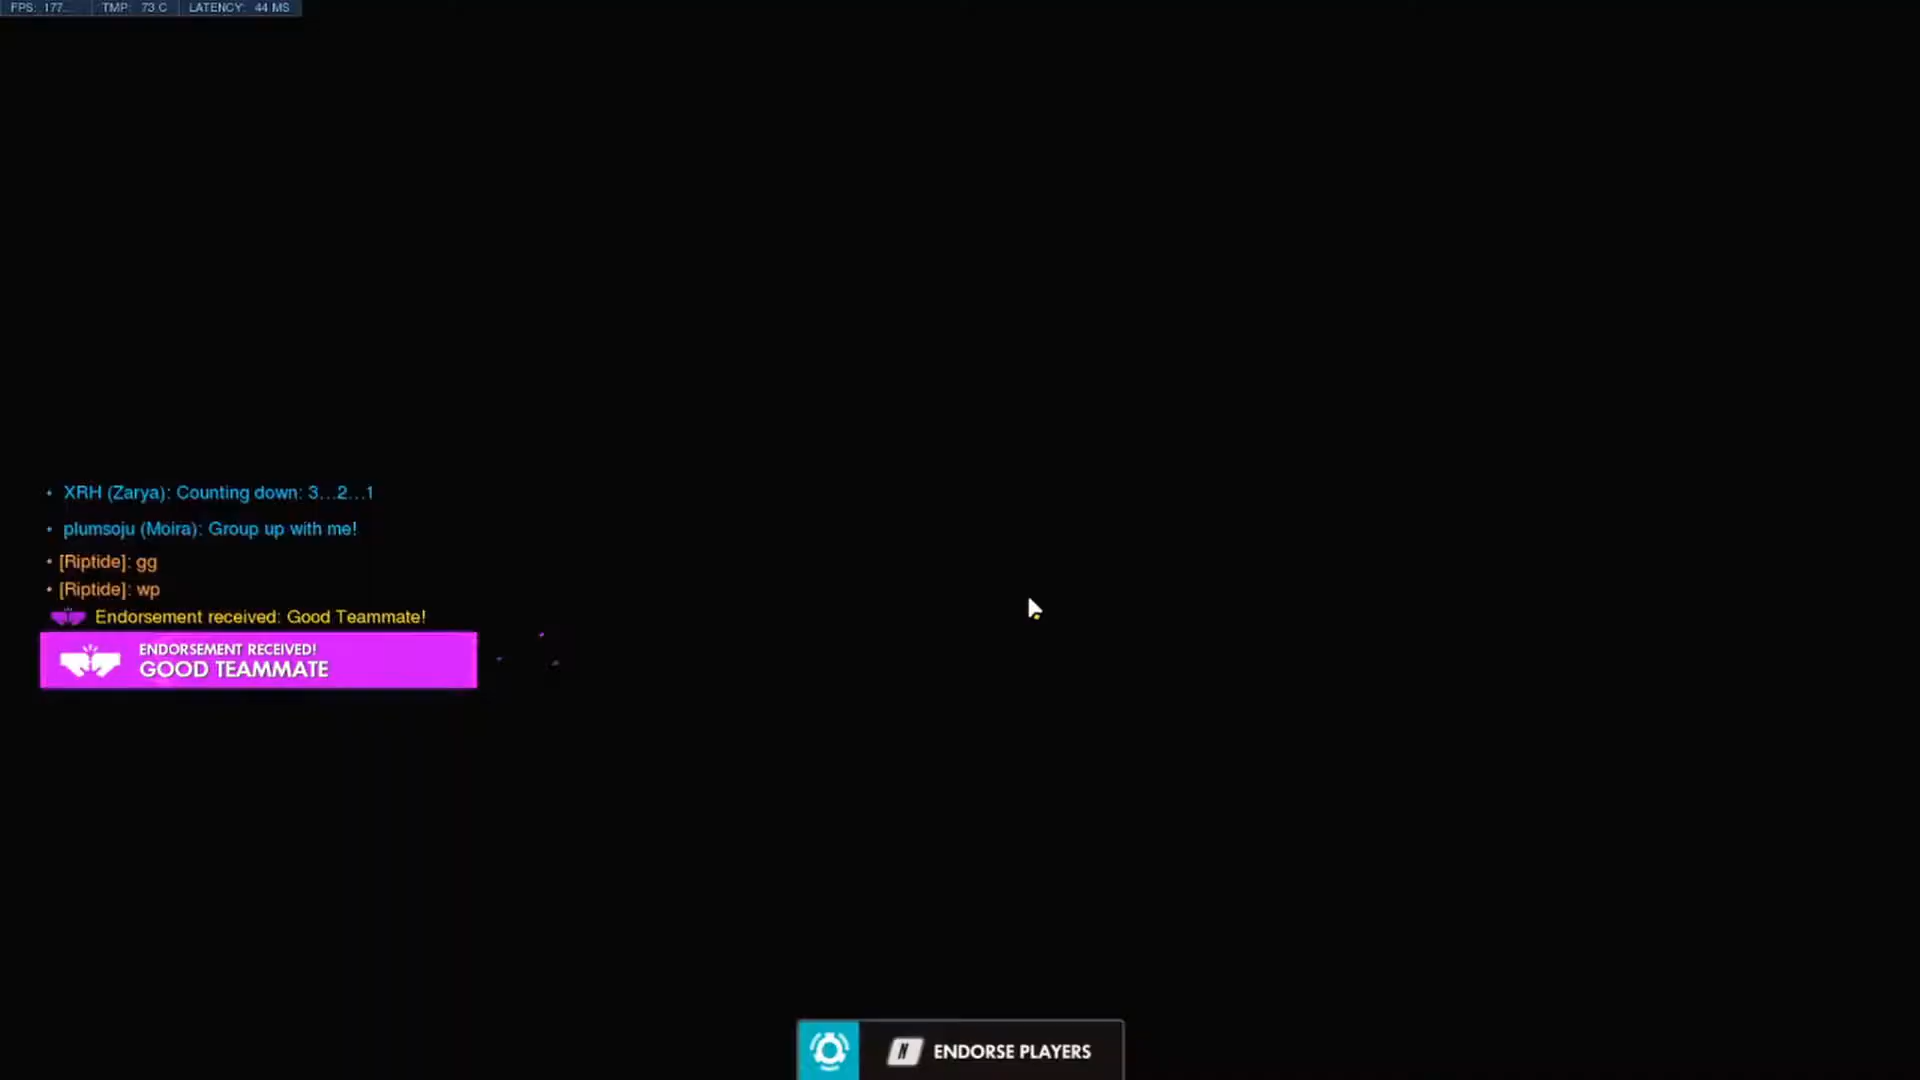 FPS: 177... TMP: 73 C LATENCY: 44 MS
• XRH (Zarya): Counting down: 3...2...1
• plumsoju (Moira): Group up with me!
• [Riptide]: gg
• [Riptide]: wp
Endorsement received: Good Teammate!
ENDORSEMENT RECEIVED!
GOOD TEAMMATE
N ENDORSE PLAYERS